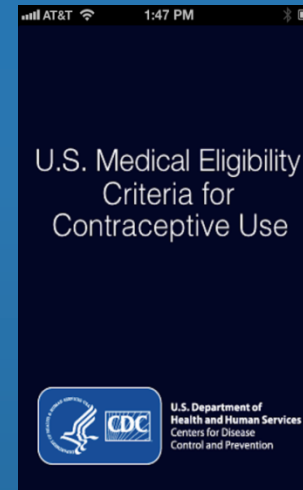 AT&T 1:47 PM
U.S. Medical Eligibility
Criteria for
Contraceptive Use
CDC
U.S. Department of
Health and Human Services
Centers for Disease
Control and Prevention